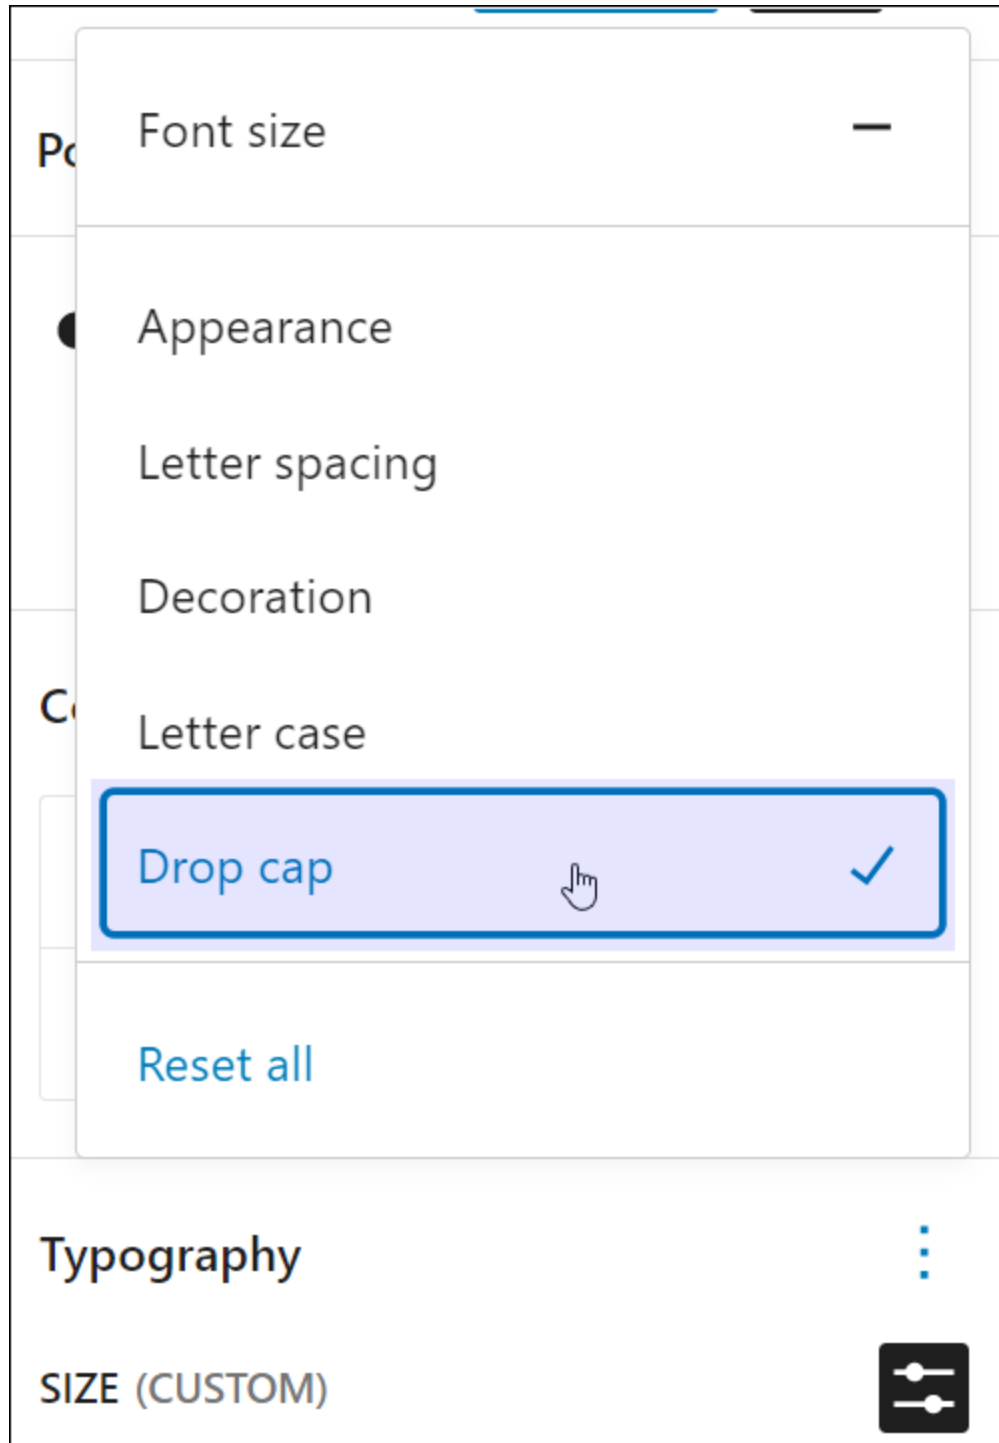 Font size
Appearance
Letter spacing
Decoration
Letter case
Drop cap
Reset all
Typography
SIZE (CUSTOM)